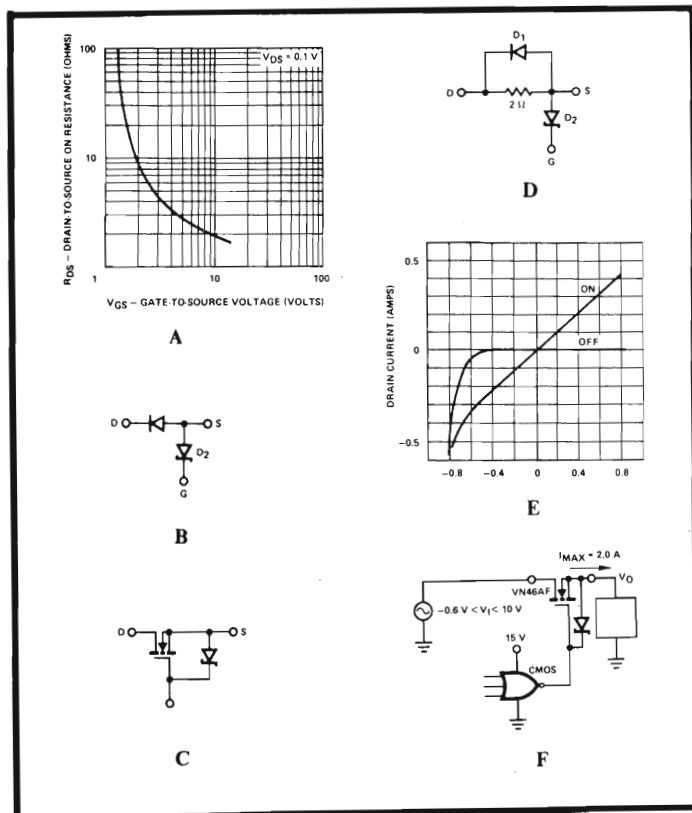 RDS – DRAIN-TO-SOURCE ON RESISTANCE (OHMS)
100
10
VDS = 0.1 V
1
10
100
VGS – GATE-TO-SOURCE VOLTAGE (VOLTS)
A
D1
D
S
2 Ω
D2
G
D
D
S
D2
G
B
DRAIN CURRENT (AMPS)
0.5
0
-0.5
ON
OFF
-0.8
-0.4
0
0.4
0.8
E
D
S
C
IMAX = 2.0 A
VN46AF
VO
-0.6 V < V1 < 10 V
15 V
CMOS
F